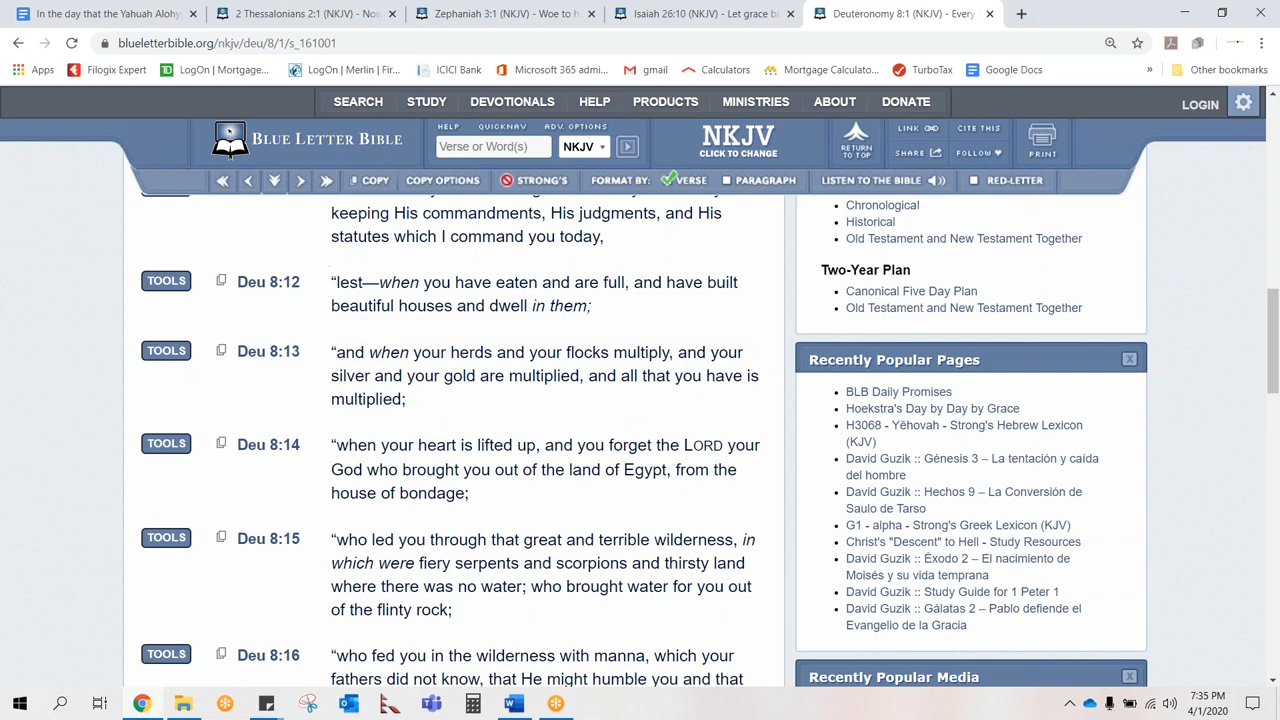 In the day that the Yahuah Alohy
2 Thessalonians 2:1 (NKJV) - Nov
Zephaniah 3:1 (NKJV) - Woe to h
Isaiah 26:10 (NKJV) - Let grace b
Deuteronomy 8:1 (NKJV) - Every
blueletterbible.org/nkjv/deu/8/1/s_161001
Apps
Filogix Expert
LogOn | Mortgage...
LogOn | Merlin | Fir...
ICICI Bank
Microsoft 365 admi...
gmail
Calculators
Mortgage Calculato...
TurboTax
Google Docs
»
Other bookmarks
SEARCH STUDY DEVOTIONALS HELP PRODUCTS MINISTRIES ABOUT DONATE
LOGIN
BLUE LETTER BIBLE
HELP QUICKNAV ADV. OPTIONS
Verse or Word(s)
NKJV
NKJV
CLICK TO CHANGE
RETURN
TO TOP
LINK
CITE THIS
SHARE
FOLLOW
PRINT
COPY COPY OPTIONS STRONG'S FORMAT BY: VERSE PARAGRAPH LISTEN TO THE BIBLE RED-LETTER
keeping His commandments, His judgments, and His
statutes which I command you today,
TOOLS Deu 8:12 “lest—when you have eaten and are full, and have built
beautiful houses and dwell in them;
TOOLS Deu 8:13 “and when your herds and your flocks multiply, and your
silver and your gold are multiplied, and all that you have is
multiplied;
TOOLS Deu 8:14 “when your heart is lifted up, and you forget the LORD your
God who brought you out of the land of Egypt, from the
house of bondage;
TOOLS Deu 8:15 “who led you through that great and terrible wilderness, in
which were fiery serpents and scorpions and thirsty land
where there was no water; who brought water for you out
of the flinty rock;
TOOLS Deu 8:16 “who fed you in the wilderness with manna, which your
fathers did not know, that He might humble you and that
Chronological
Historical
Old Testament and New Testament Together
Two-Year Plan
Canonical Five Day Plan
Old Testament and New Testament Together
Recently Popular Pages
X
BLB Daily Promises
Hoekstra's Day by Day by Grace
H3068 - Yĕhovah - Strong's Hebrew Lexicon
(KJV)
David Guzik :: Génesis 3 – La tentación y caída
del hombre
David Guzik :: Hechos 9 – La Conversión de
Saulo de Tarso
G1 - alpha - Strong's Greek Lexicon (KJV)
Christ's "Descent" to Hell - Study Resources
David Guzik :: Éxodo 2 – El nacimiento de
Moisés y su vida temprana
David Guzik :: Study Guide for 1 Peter 1
David Guzik :: Gálatas 2 – Pablo defiende el
Evangelio de la Gracia
Recently Popular Media
X
7:35 PM
4/1/2020